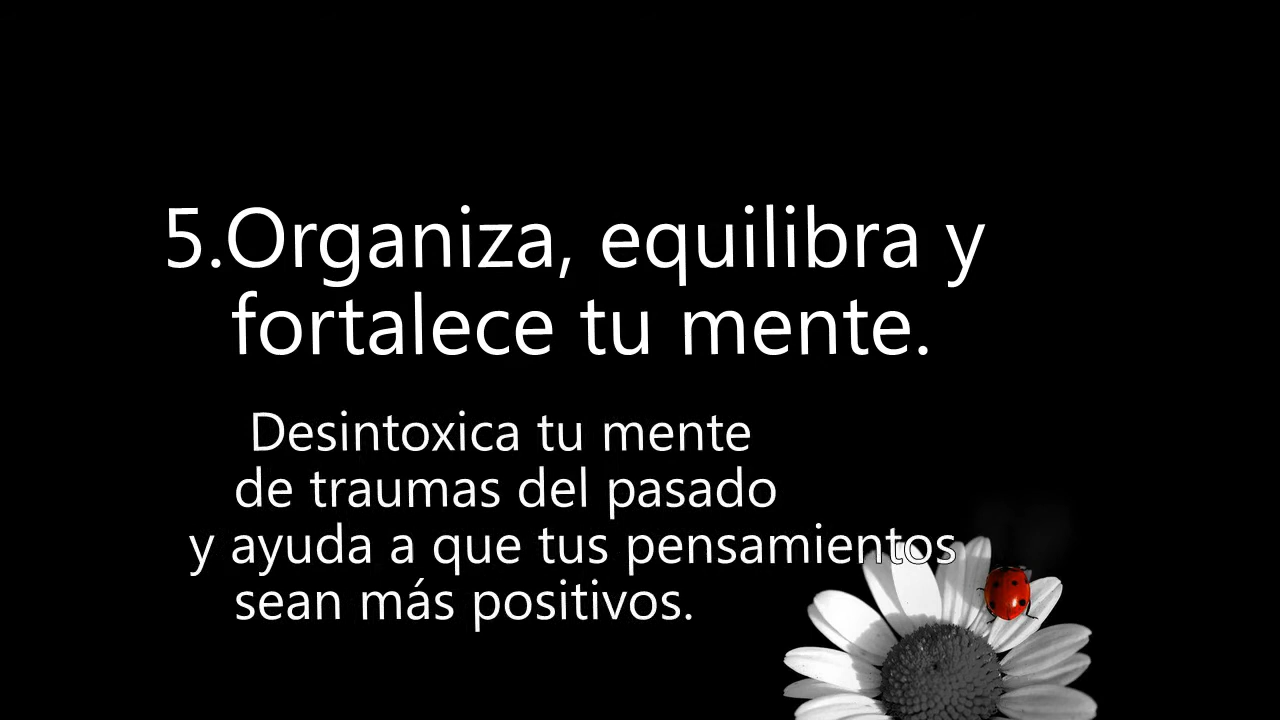 5.Organiza, equilibra y
fortalece tu mente.
Desintoxica tu mente
de traumas del pasado
y ayuda a que tus pensamientos
sean más positivos.